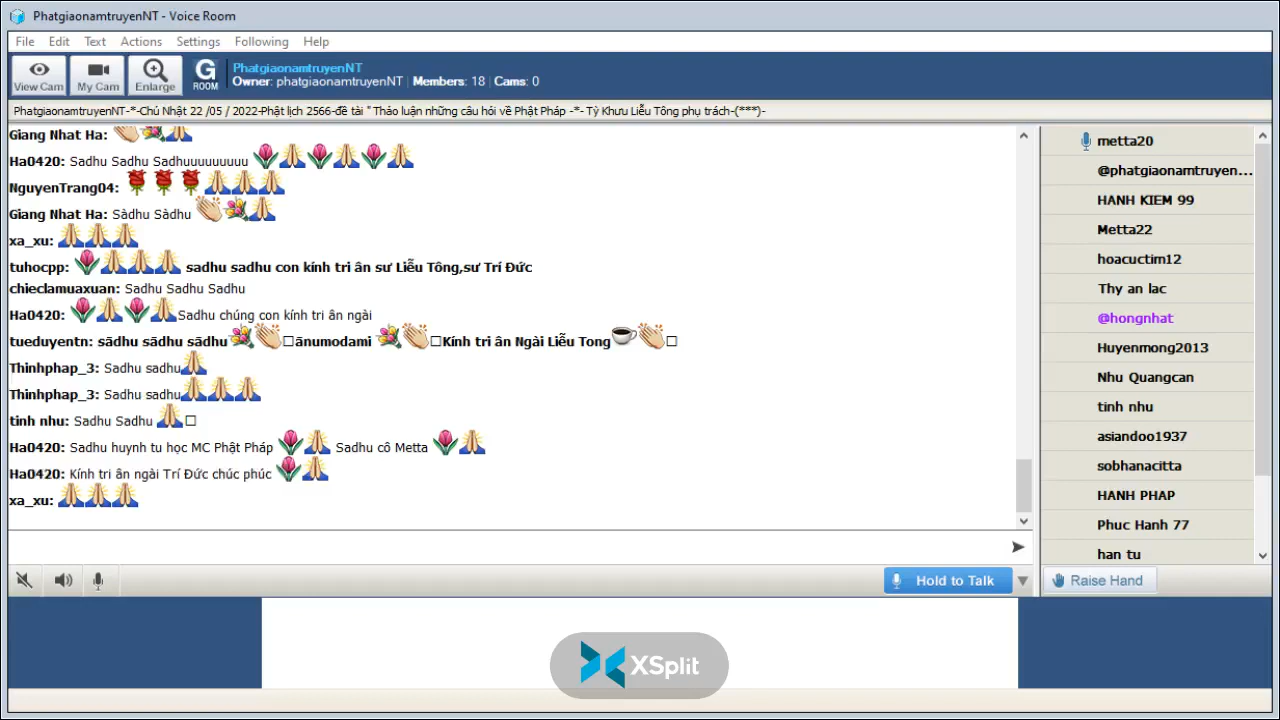 PhatgiaonamtruyenNT - Voice Room
File Edit Text Actions Settings Following Help
View Cam My Cam Enlarge G ROOM
PhatgiaonamtruyenNT
Owner: phatgiaonamtruyenNT | Members: 18 | Cams: 0
PhatgiaonamtruyenNT-*-Chủ Nhật 22 /05 / 2022-Phật lịch 2566-đề tài " Thảo luận những câu hỏi về Phật Pháp -*- Tỳ Khưu Liễu Tông phụ trách-(***)-
Giang Nhat Ha: 👏💐🙏
Ha0420: Sadhu Sadhu Sadhuuuuuuuuu 🌷🙏🌷🙏🌷🙏
NguyenTrang04: 🌹🌹🌹🙏🙏🙏
Giang Nhat Ha: Sàdhu Sàdhu 👏💐🙏
xa_xu: 🙏🙏🙏
tuhocpp: 🌷🙏🙏🙏 sadhu sadhu con kính tri ân sư Liễu Tông,sư Trí Đức
chieclamuaxuan: Sadhu Sadhu Sadhu
Ha0420: 🌷🙏🌷🙏Sadhu chúng con kính tri ân ngài
tueduyentn: sādhu sādhu sādhu💐👏□ānumodami 💐👏□Kính tri ân Ngài Liễu Tong☕👏□
Thinhphap_3: Sadhu sadhu🙏
Thinhphap_3: Sadhu sadhu🙏🙏🙏
tinh nhu: Sadhu Sadhu 🙏□
Ha0420: Sadhu huynh tu học MC Phật Pháp 🌷🙏 Sadhu cô Metta 🌷🙏
Ha0420: Kính tri ân ngài Trí Đức chúc phúc 🌷🙏
xa_xu: 🙏🙏🙏
metta20
@phatgiaonamtruyen...
HANH KIEM 99
Metta22
hoacuctim12
Thy an lac
@hongnhat
Huyenmong2013
Nhu Quangcan
tinh nhu
asiandoo1937
sobhanacitta
HANH PHAP
Phuc Hanh 77
han tu
Hold to Talk
Raise Hand
XSplit